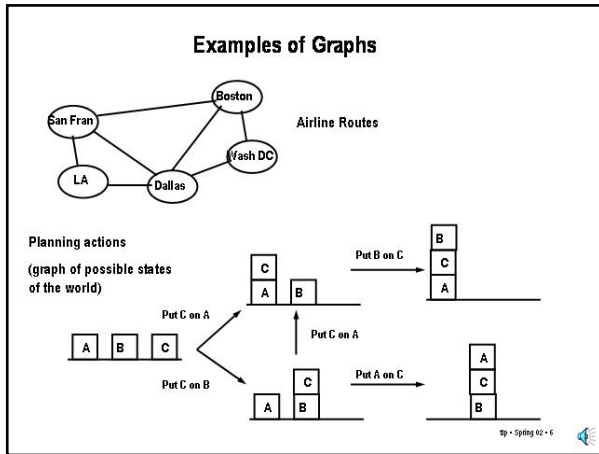 Examples of Graphs
Boston
San Fran
Airline Routes
Wash DC
LA
Dallas
Planning actions
(graph of possible states
of the world)
B
C
A
Put B on C
C
A
B
Put C on A
A
B
C
Put C on A
Put C on B
A
C
B
Put A on C
A
C
B
tlp • Spring 02 • 6